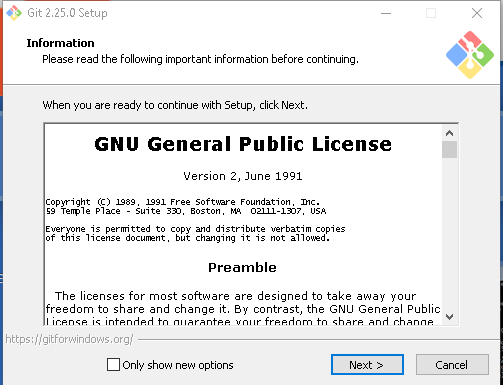 Git 2.25.0 Setup
Information
Please read the following important information before continuing.
When you are ready to continue with Setup, click Next.
GNU General Public License
Version 2, June 1991
Copyright (C) 1989, 1991 Free Software Foundation, Inc.
59 Temple Place - Suite 330, Boston, MA  02111-1307, USA
Everyone is permitted to copy and distribute verbatim copies
of this license document, but changing it is not allowed.
Preamble
The licenses for most software are designed to take away your
freedom to share and change it. By contrast, the GNU General Public
License is intended to guarantee your freedom to share and change
https://gitforwindows.org/
Only show new options
Next >
Cancel